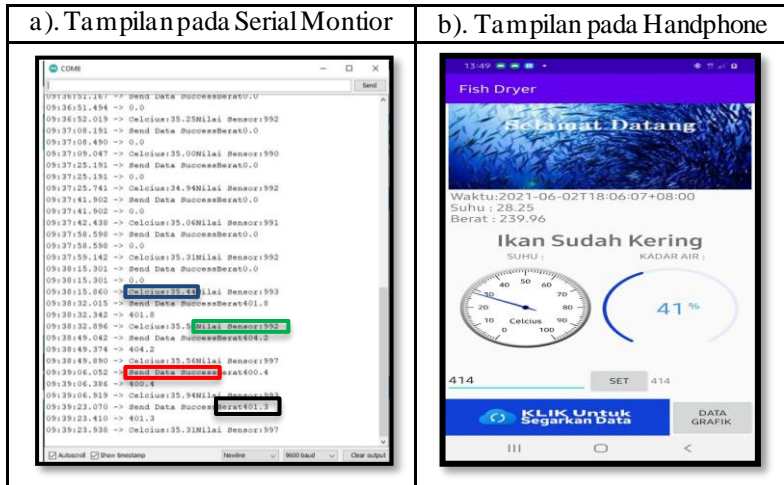 a). Tampilan pada Serial Montior
b). Tampilan pada Handphone
COM8
Send
09:36:51.167 -> Send Data SuccessBerat0.0
09:36:51.494 -> 0.0
09:36:52.019 -> Celcius:35.25Nilai Sensor:992
09:37:08.191 -> Send Data SuccessBerat0.0
09:37:08.490 -> 0.0
09:37:09.047 -> Celcius:35.00Nilai Sensor:990
09:37:25.191 -> Send Data SuccessBerat0.0
09:37:25.191 -> 0.0
09:37:25.741 -> Celcius:34.94Nilai Sensor:992
09:37:41.902 -> Send Data SuccessBerat0.0
09:37:41.902 -> 0.0
09:37:42.438 -> Celcius:35.06Nilai Sensor:991
09:37:58.598 -> Send Data SuccessBerat0.0
09:37:58.598 -> 0.0
09:37:59.142 -> Celcius:35.31Nilai Sensor:992
09:38:15.301 -> Send Data SuccessBerat0.0
09:38:15.301 -> 0.0
09:38:15.860 -> Celcius:35.44Nilai Sensor:993
09:38:32.015 -> Send Data SuccessBerat401.8
09:38:32.342 -> 401.8
09:38:32.896 -> Celcius:35.5 Nilai Sensor:992
09:38:49.042 -> Send Data SuccessBerat404.2
09:38:49.374 -> 404.2
09:38:49.890 -> Celcius:35.56Nilai Sensor:997
09:39:06.052 -> Send Data SuccessBerat400.4
09:39:06.386 -> 400.4
09:39:06.919 -> Celcius:35.94Nilai Sensor:993
09:39:23.070 -> Send Data SuccessBerat401.3
09:39:23.410 -> 401.3
09:39:23.938 -> Celcius:35.31Nilai Sensor:997
Autoscroll Show timestamp Newline 9600 baud Clear output
13:49
Fish Dryer
Selamat Datang
Waktu:2021-06-02T18:06:07+08:00
Suhu : 28.25
Berat : 239.96
Ikan Sudah Kering
SUHU : KADAR AIR :
0 10 20 30 40 50 60 70 80 90 100
Celcius
41 %
414 SET 414
KLIK Untuk
Segarkan Data
DATA
GRAFIK